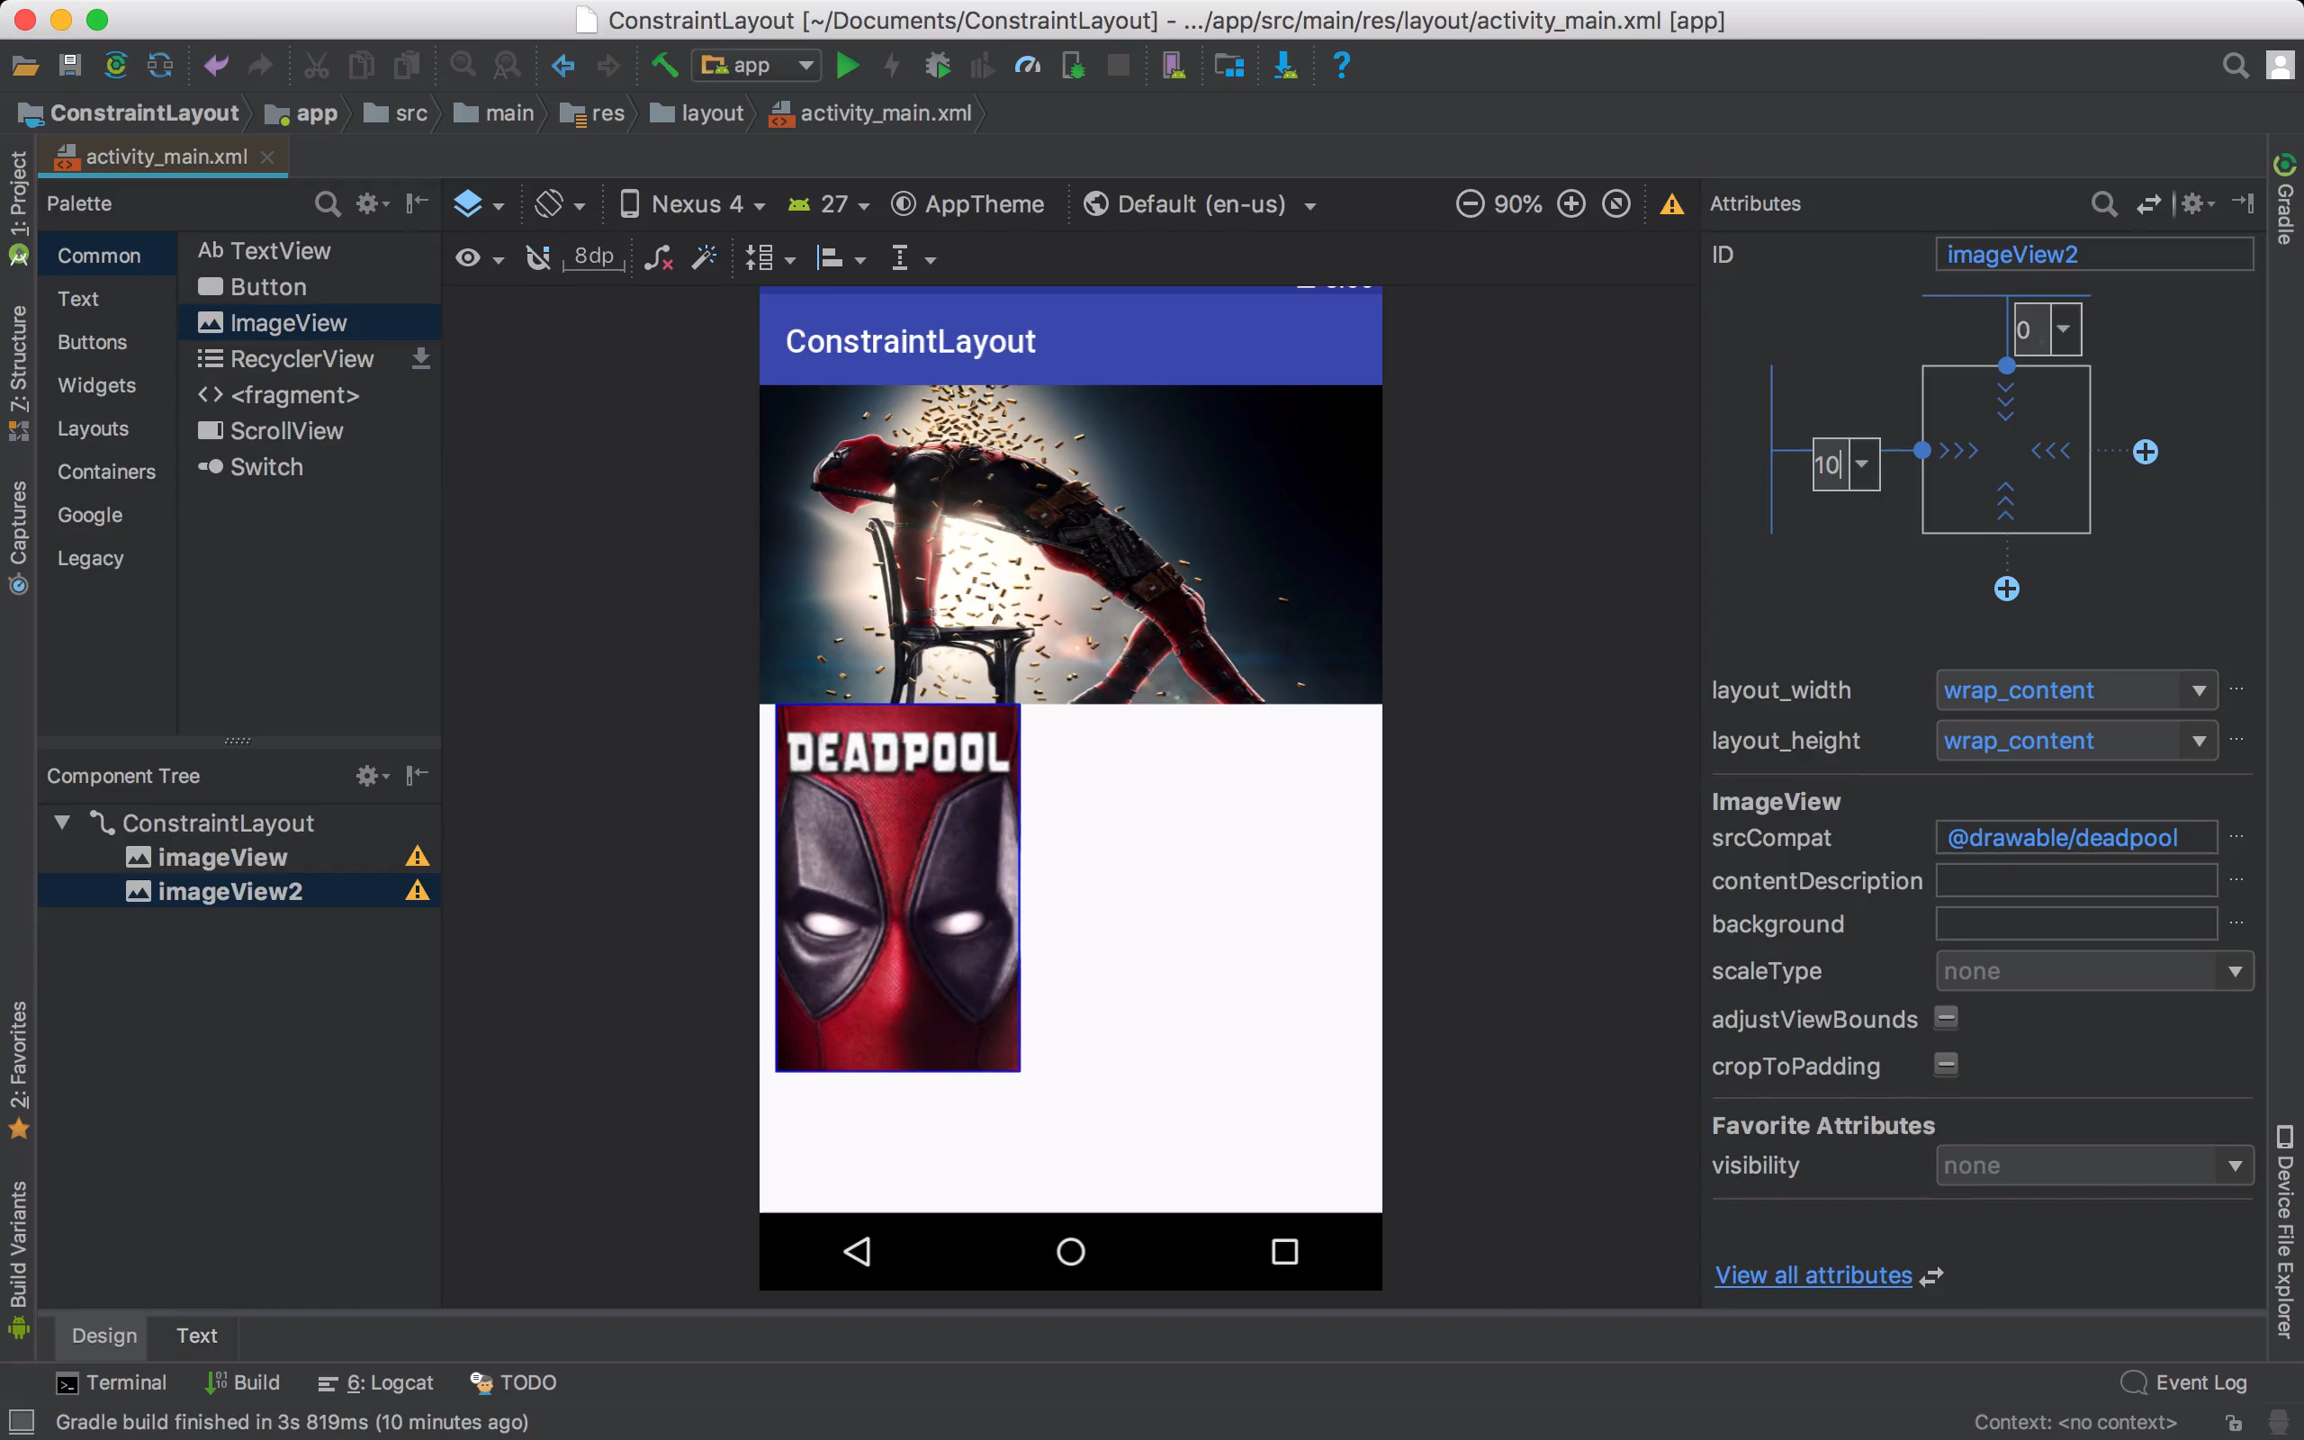 ConstraintLayout [~/Documents/ConstraintLayout] - .../app/src/main/res/layout/activity_main.xml [app]
app
ConstraintLayout app src main res layout activity_main.xml
activity_main.xml
1: Project
Z: Structure
Captures
2: Favorites
Build Variants
Palette
Common
Text
Buttons
Widgets
Layouts
Containers
Google
Legacy
Ab TextView
Button
ImageView
RecyclerView
<fragment>
ScrollView
Switch
Component Tree
ConstraintLayout
imageView
imageView2
Nexus 4 27 AppTheme Default (en-us) 90%
8dp
ConstraintLayout
DEADPOOL
Attributes
ID imageView2
0
10
layout_width wrap_content
layout_height wrap_content
ImageView
srcCompat @drawable/deadpool
contentDescription
background
scaleType none
adjustViewBounds
cropToPadding
Favorite Attributes
visibility none
View all attributes
Gradle
Device File Explorer
Design Text
Terminal Build 6: Logcat TODO Event Log
Gradle build finished in 3s 819ms (10 minutes ago) Context: <no context>